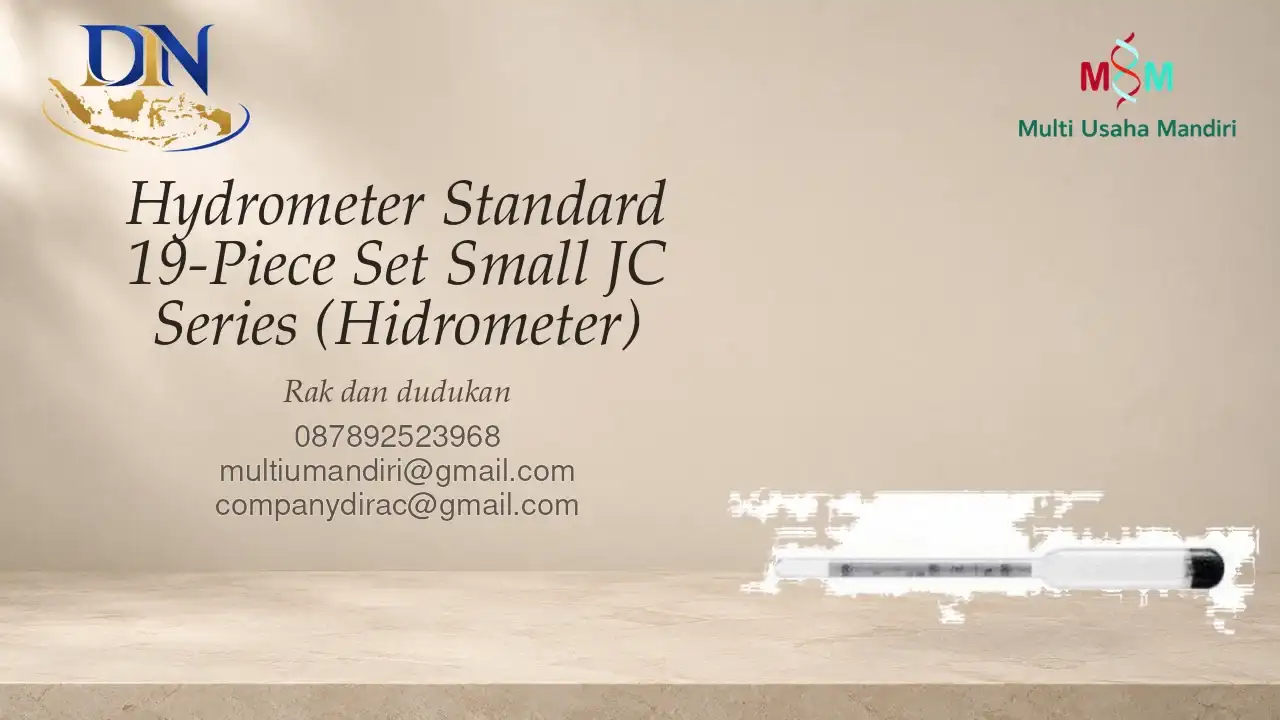 DIN
M M
Multi Usaha Mandiri
Hydrometer Standard
19-Piece Set Small JC
Series (Hidrometer)
Rak dan dudukan
087892523968
multiumandiri@gmail.com
companydirac@gmail.com